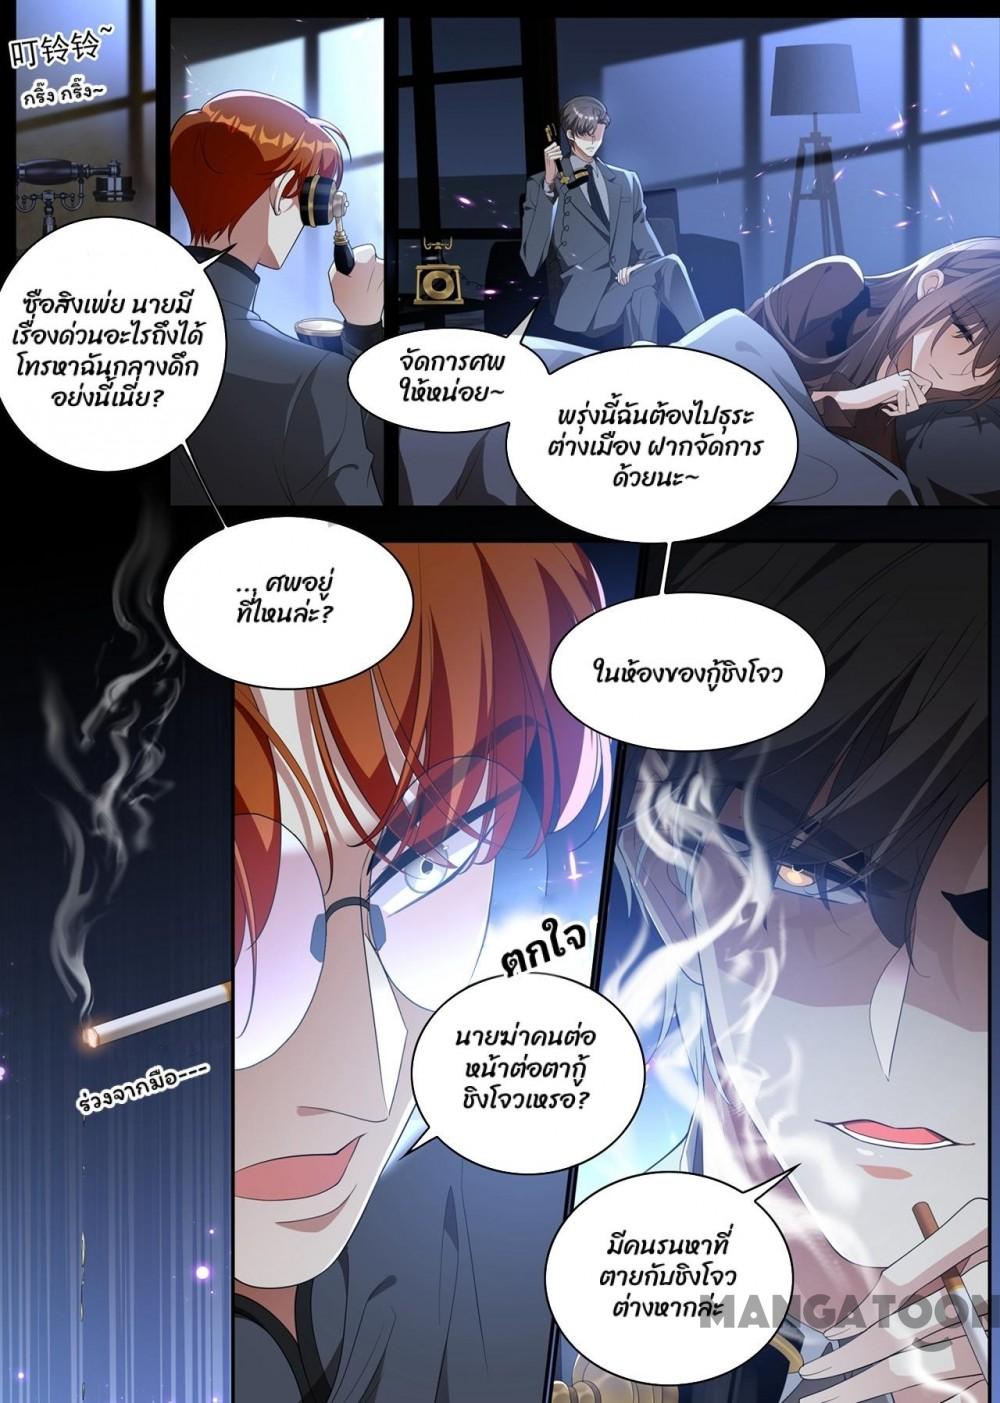 叮铃铃~
กริ๊ง กริ๊ง~
ซือสิงเพ่ย นายมี
เรื่องด่วนอะไรถึงได้
โทรหาฉันกลางดึก
อย่างนี้เนี่ย?
จัดการศพ
ให้หน่อย~
พรุ่งนี้ฉันต้องไปธุระ
ต่างเมือง ฝากจัดการ
ด้วยนะ~
... ศพอยู่
ที่ไหนล่ะ?
ในห้องของกู้ชิงโจว
ตกใจ
นายฆ่าคนต่อ
หน้าต่อตากู้
ชิงโจวเหรอ?
ร่วงจากมือ---
มีคนรนหาที่
ตายกับชิงโจว
ต่างหากล่ะ
MANGATOON